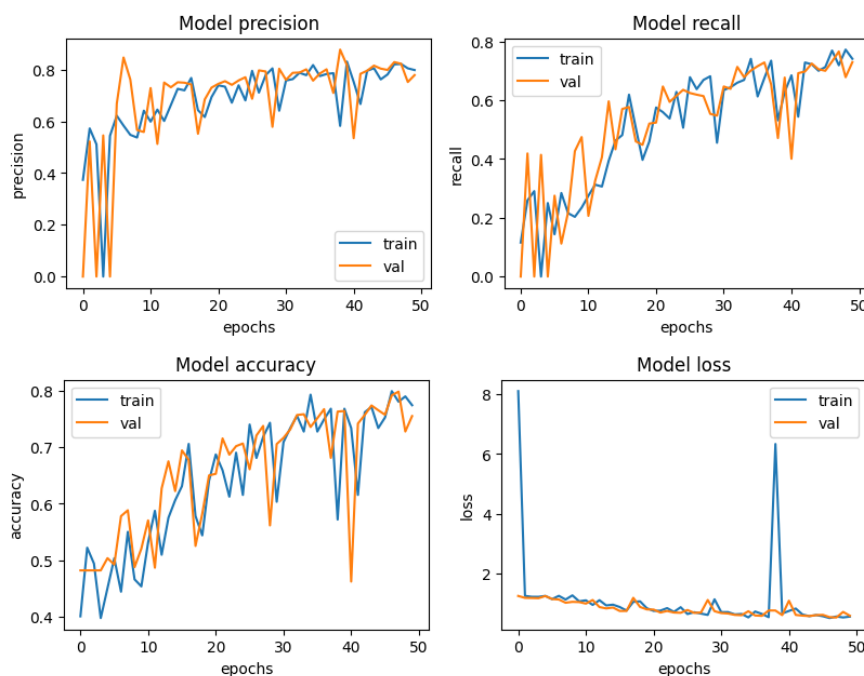 Model precision
precision
0.8
0.6
0.4
0.2
0.0
train
val
0 10 20 30 40 50
epochs
Model recall
recall
0.8
0.6
0.4
0.2
0.0
train
val
0 10 20 30 40 50
epochs
Model accuracy
accuracy
0.8
0.7
0.6
0.5
0.4
train
val
0 10 20 30 40 50
epochs
Model loss
loss
8
6
4
2
train
val
0 10 20 30 40 50
epochs